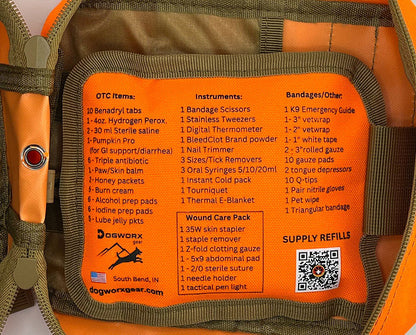 OTC Items:
20 Benadryl tabs
1- 4oz. Hydrogen Perox.
2 - 30 ml Sterile saline
1- Pumpkin Pro
(for GI support/diarrhea)
6- Triple antibiotic
1- Paw/Skin balm
2- Honey packets
6- Burn cream
6- Alcohol prep pads
6- Iodine prep pads
5- Lube jelly pkts
DOGWORX
gear
South Bend, IN
dogworxgear.com
Instruments:
1 Bandage Scissors
1 Stainless Tweezers
1 Digital Thermometer
1 BleedClot Brand powder
1 Nail Trimmer
3 Sizes/Tick Removers
3 Oral Syringes 5/10/20ml
1 Instant Cold pack
1 Tourniquet
1 Thermal E-Blanket
Wound Care Pack
1 35W skin stapler
1 staple remover
1 Z-fold clotting gauze
1- 5x9 abdominal pad
1 - 2/0 sterile suture
1 needle holder
1 tactical pen light
Bandages/Other:
1 K9 Emergency Guide
1- 3" vetwrap
1- 2" vetwrap
1-- 1" white tape
2 - 3"rolled gauze
10 gauze pads
2 tongue depressors
10 Q-tips
1 Pair nitrile gloves
1 Pet wipe
1 Triangular bandage
SUPPLY REFILLS